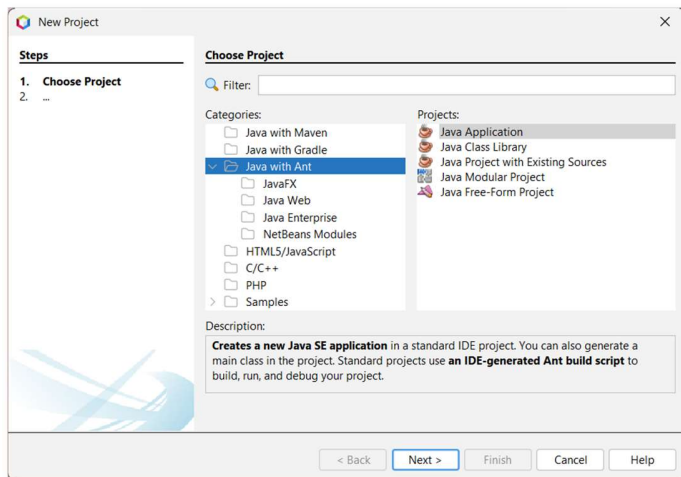 New Project
Steps
1. Choose Project
2. ...
Choose Project
Filter:
Categories:
Java with Maven
Java with Gradle
Java with Ant
JavaFX
Java Web
Java Enterprise
NetBeans Modules
HTML5/JavaScript
C/C++
PHP
Samples
Projects:
Java Application
Java Class Library
Java Project with Existing Sources
Java Modular Project
Java Free-Form Project
Description:
Creates a new Java SE application in a standard IDE project. You can also generate a
main class in the project. Standard projects use an IDE-generated Ant build script to
build, run, and debug your project.
< Back
Next >
Finish
Cancel
Help